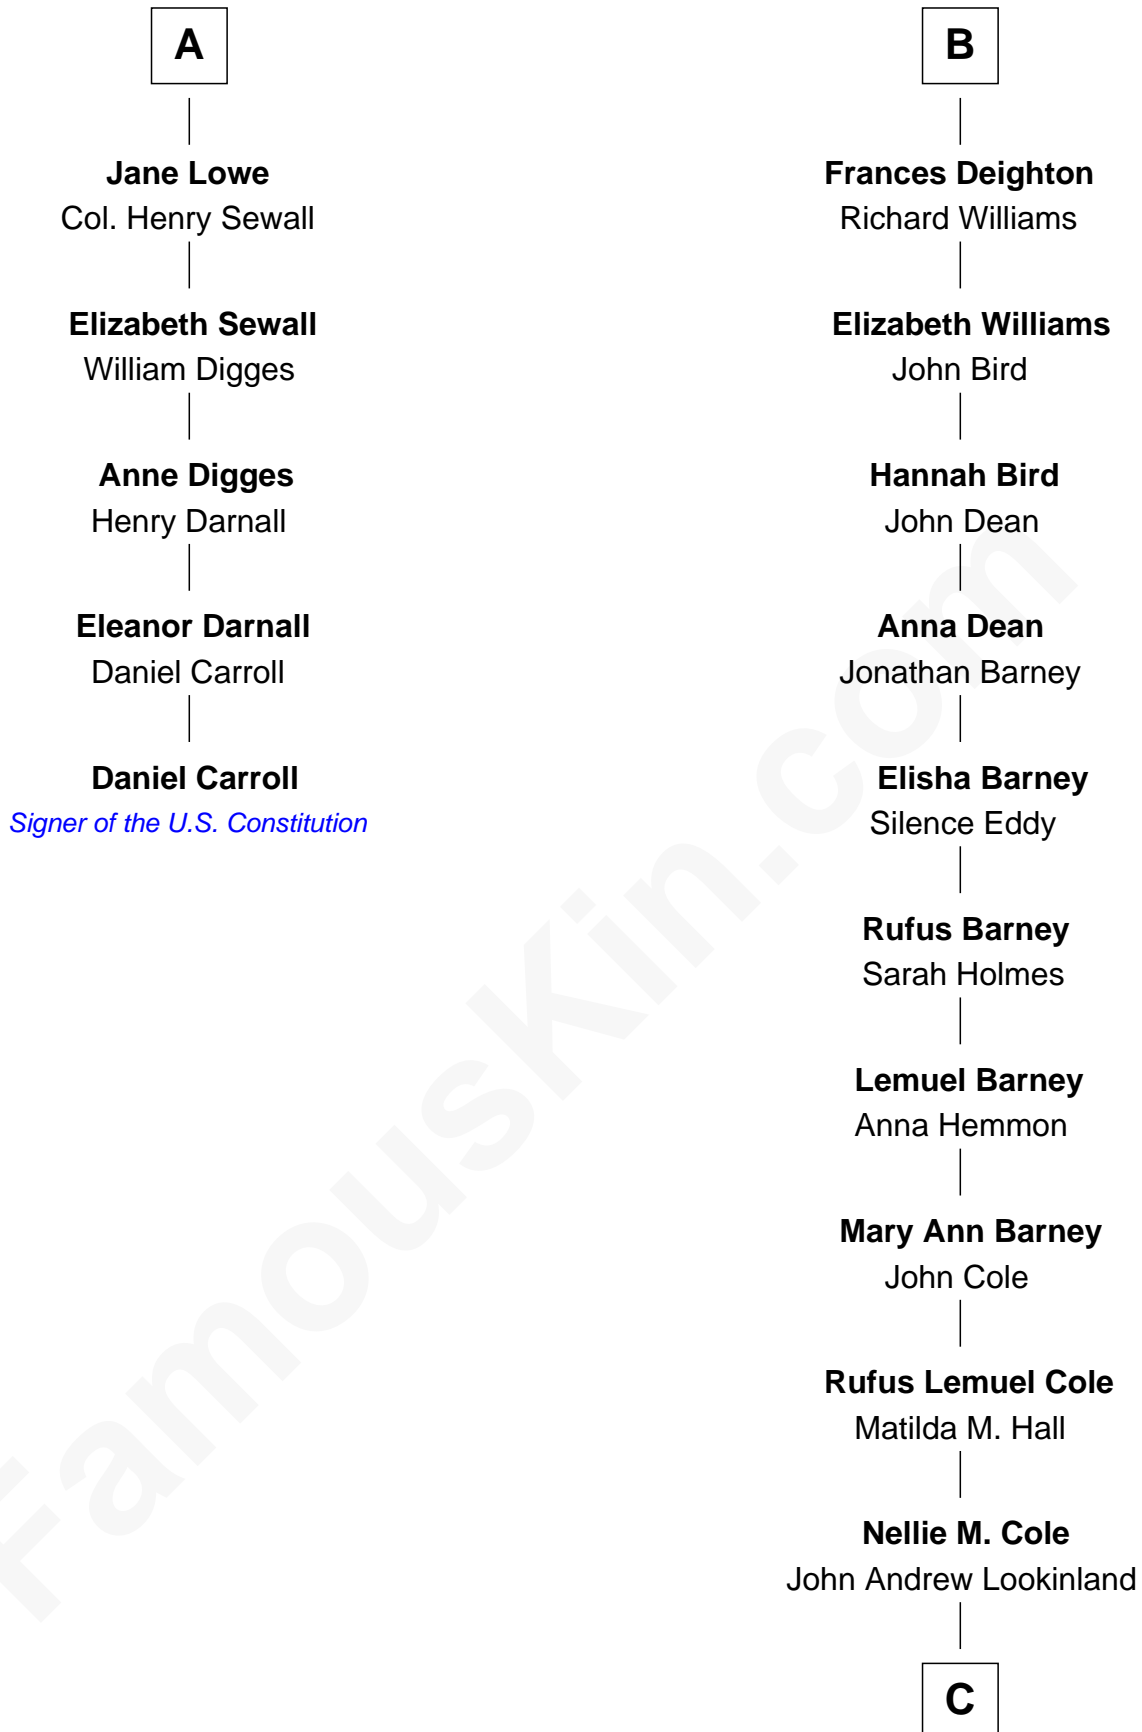 A
Jane Lowe
Col. Henry Sewall
Elizabeth Sewall
William Digges
Anne Digges
Henry Darnall
Eleanor Darnall
Daniel Carroll
Daniel Carroll
Signer of the U.S. Constitution
B
Frances Deighton
Richard Williams
Elizabeth Williams
John Bird
Hannah Bird
John Dean
Anna Dean
Jonathan Barney
Elisha Barney
Silence Eddy
Rufus Barney
Sarah Holmes
Lemuel Barney
Anna Hemmon
Mary Ann Barney
John Cole
Rufus Lemuel Cole
Matilda M. Hall
Nellie M. Cole
John Andrew Lookinland
C
FamousKin.com